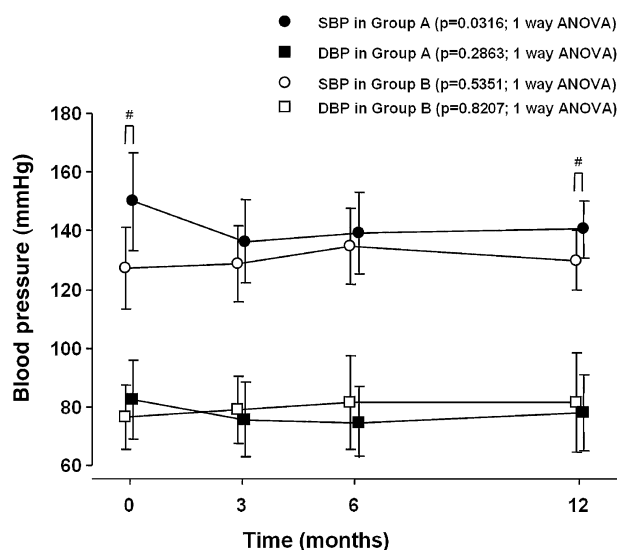 SBP in Group A (p=0.0316; 1 way ANOVA)
DBP in Group A (p=0.2863; 1 way ANOVA)
SBP in Group B (p=0.5351; 1 way ANOVA)
DBP in Group B (p=0.8207; 1 way ANOVA)
180
#
160
#
140
120
100
80
60
Blood pressure (mmHg)
0 3 6 12
Time (months)